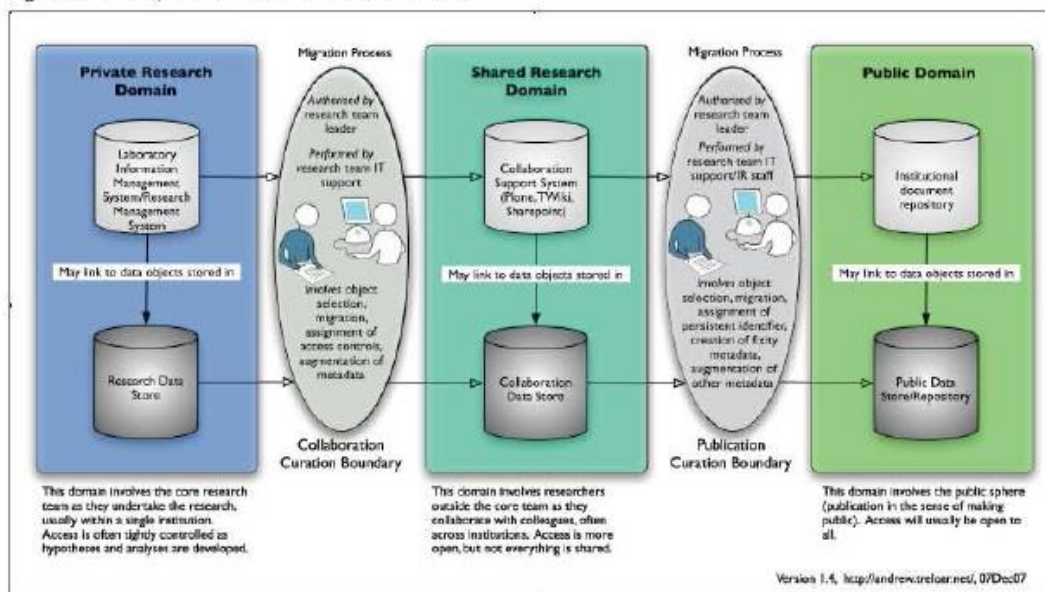 Private Research
Domain
Laboratory
Information
Management
System/Research
Management
System
May link to data objects stored in
Research Data
Store
This domain involves the core research
team as they undertake the research,
usually within a single institution.
Access is often tightly controlled as
hypotheses and analyses are developed.
Migration Process
Authorised by
research team
leader
Performed by
research team IT
support
Involves object
selection,
migration,
assignment of
access controls,
augmentation of
metadata
Collaboration
Curation Boundary
Shared Research
Domain
Collaboration
Support System
(Plone, TWiki,
Sharepoint)
May link to data objects stored in
Collaboration
Data Store
This domain involves researchers
outside the core team as they
collaborate with colleagues, often
across institutions. Access is more
open, but not everything is shared.
Migration Process
Authorised by
research team
leader
Performed by
research team IT
support/IR staff
Involves object
selection, migration,
assignment of
persistent identifier,
creation of fixity
metadata,
augmentation of
other metadata
Publication
Curation Boundary
Public Domain
Institutional
document
repository
May link to data objects stored in
Public Data
Store/Repository
This domain involves the public sphere
(publication in the sense of making
public). Access will usually be open to
all.
Version 1.4, http://andrew.treloar.net/, 07Dec07